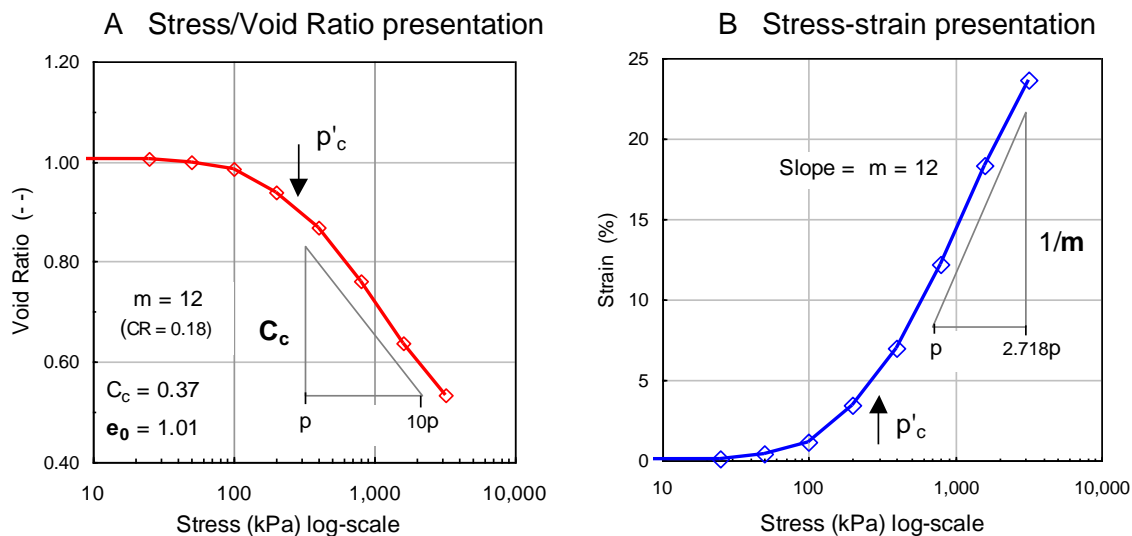 A Stress/Void Ratio presentation
1.20
1.00
0.80
0.60
0.40
Void Ratio (- -)
p'c
m = 12
(CR = 0.18)
Cc
Cc = 0.37
e0 = 1.01
p
10p
10
100
1,000
10,000
Stress (kPa) log-scale
B Stress-strain presentation
25
20
15
10
5
0
Strain (%)
Slope = m = 12
1/m
p
2.718p
p'c
10
100
1,000
10,000
Stress (kPa) log-scale